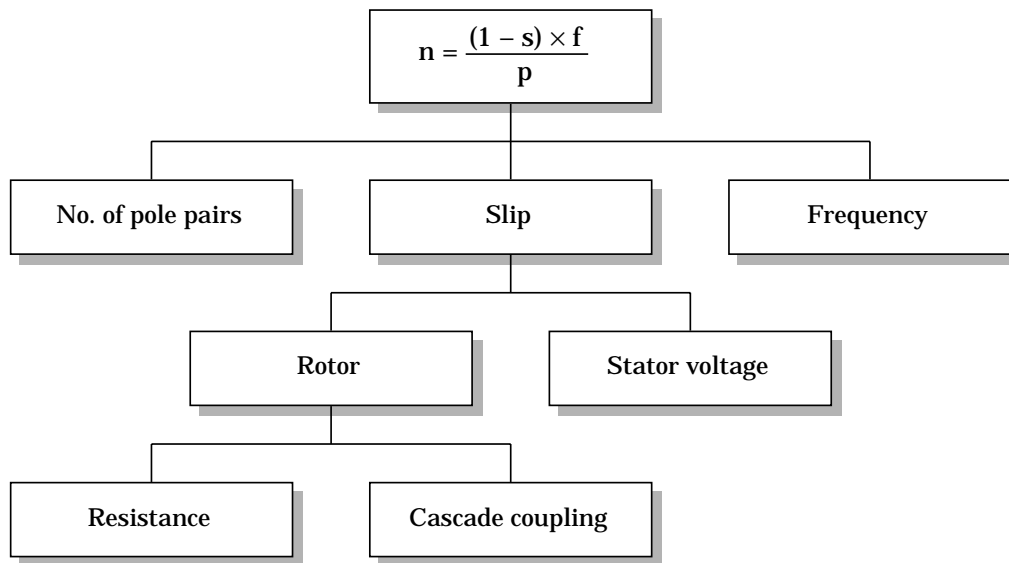 n = (1 – s) × f / p
No. of pole pairs
Slip
Frequency
Rotor
Stator voltage
Resistance
Cascade coupling